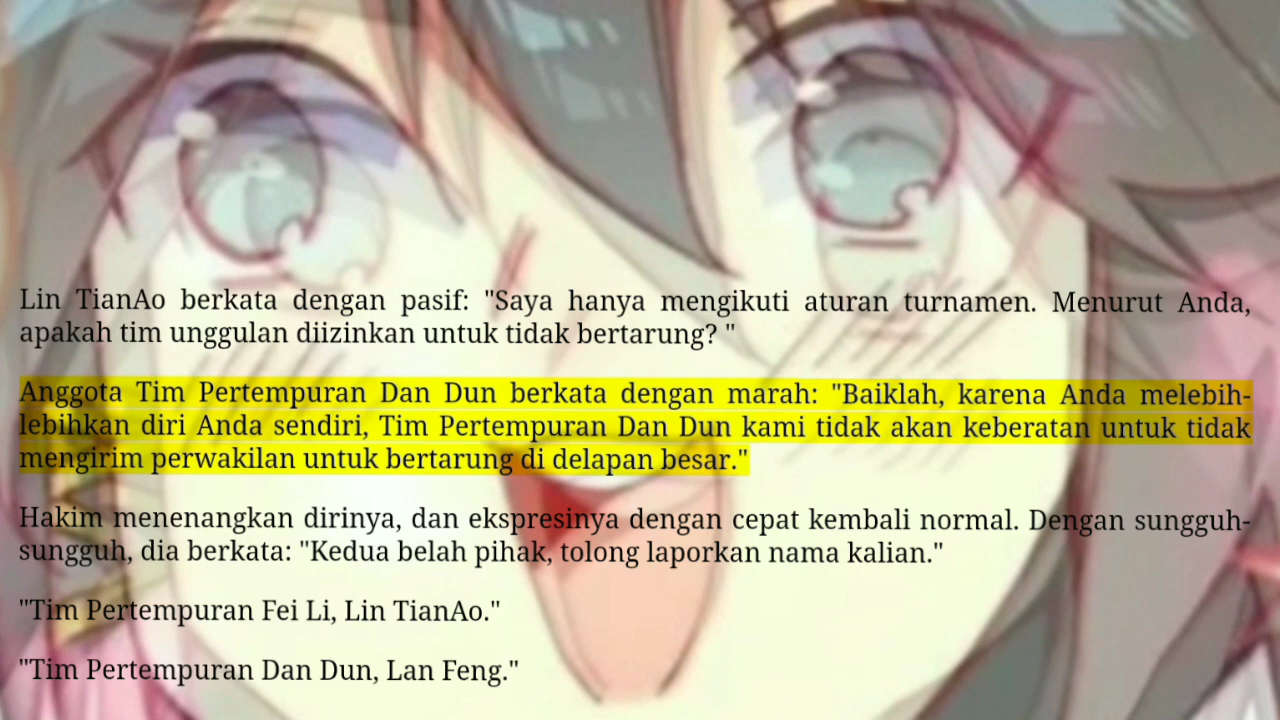 Lin TianAo berkata dengan pasif: "Saya hanya mengikuti aturan turnamen. Menurut Anda,
apakah tim unggulan diizinkan untuk tidak bertarung? "
Anggota Tim Pertempuran Dan Dun berkata dengan marah: "Baiklah, karena Anda melebih-
lebihkan diri Anda sendiri, Tim Pertempuran Dan Dun kami tidak akan keberatan untuk tidak
mengirim perwakilan untuk bertarung di delapan besar."
Hakim menenangkan dirinya, dan ekspresinya dengan cepat kembali normal. Dengan sungguh-
sungguh, dia berkata: "Kedua belah pihak, tolong laporkan nama kalian."
"Tim Pertempuran Fei Li, Lin TianAo."
"Tim Pertempuran Dan Dun, Lan Feng."